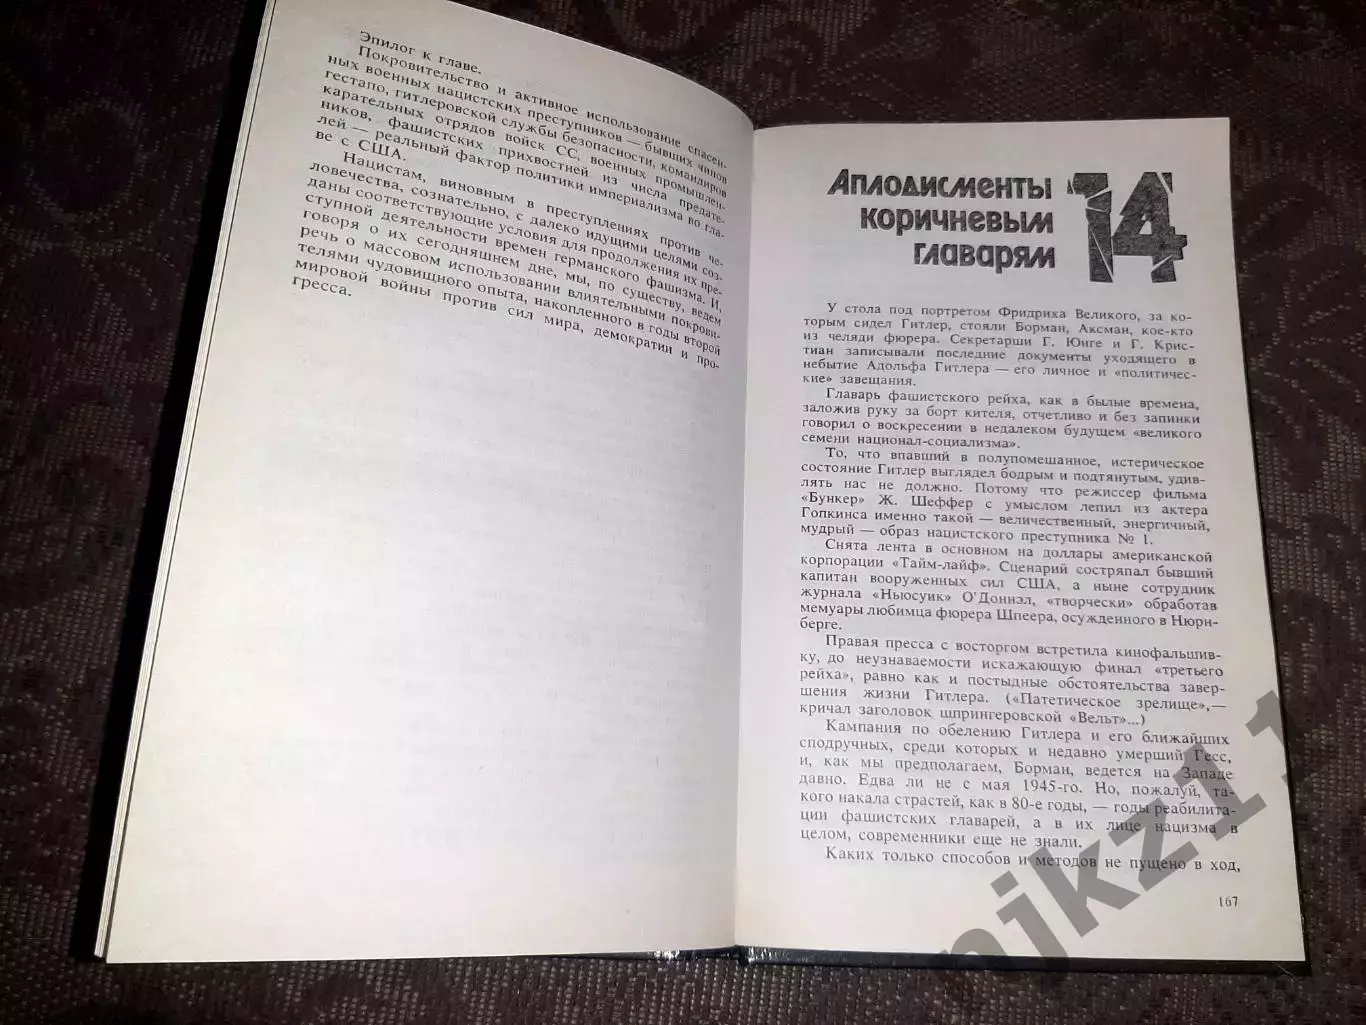 Эпилог к главе.
Покровительство и активное использование спасен-
ных военных нацистских преступников — бывших чинов
гестапо, гитлеровской службы безопасности, командиров
карательных отрядов войск СС, военных промышлен-
ников, фашистских прихвостней из числа предате-
лей — реальный фактор политики империализма во гла-
ве с США.
Нацистам, виновным в преступлениях против че-
ловечества, сознательно, с далеко идущими целями соз-
даны соответствующие условия для продолжения их пре-
ступной деятельности времен германского фашизма. И,
говоря о их сегодняшнем дне, мы, по существу, ведем
речь о массовом использовании влиятельными покрови-
телями чудовищного опыта, накопленного в годы второй
мировой войны против сил мира, демократии и про-
гресса.
Аплодисменты
коричневым
главарям
14
У стола под портретом Фридриха Великого, за ко-
торым сидел Гитлер, стояли Борман, Аксман, кое-кто
из челяди фюрера. Секретарши Г. Юнге и Г. Крис-
тиан записывали последние документы уходящего в
небытие Адольфа Гитлера — его личное и «политичес-
кие» завещания.
Главарь фашистского рейха, как в былые времена,
заложив руку за борт кителя, отчетливо и без запинки
говорил о воскресении в недалеком будущем «великого
семени национал-социализма».
То, что впавший в полупомешанное, истерическое
состояние Гитлер выглядел бодрым и подтянутым, удив-
лять нас не должно. Потому что режиссер фильма
«Бункер» Ж. Шеффер с умыслом лепил из актера
Гопкинса именно такой — величественный, энергичный,
мудрый — образ нацистского преступника № 1.
Снята лента в основном на доллары американской
корпорации «Тайм-лайф». Сценарий состряпал бывший
капитан вооруженных сил США, а ныне сотрудник
журнала «Ньюсуик» О'Доннэл, «творчески» обработав
мемуары любимца фюрера Шпеера, осужденного в Нюрн-
берге.
Правая пресса с восторгом встретила кинофальшив-
ку, до неузнаваемости искажающую финал «третьего
рейха», равно как и постыдные обстоятельства завер-
шения жизни Гитлера. («Патетическое зрелище»,—
кричал заголовок шпрингеровской «Вельт»...)
Кампания по обелению Гитлера и его ближайших
сподручных, среди которых и недавно умерший Гесс,
и, как мы предполагаем, Борман, ведется на Западе
давно. Едва ли не с мая 1945-го. Но, пожалуй, та-
кого накала страстей, как в 80-е годы, — годы реабилита-
ции фашистских главарей, а в их лице нацизма в
целом, современники еще не знали.
Каких только способов и методов не пущено в ход,
167
njkz11